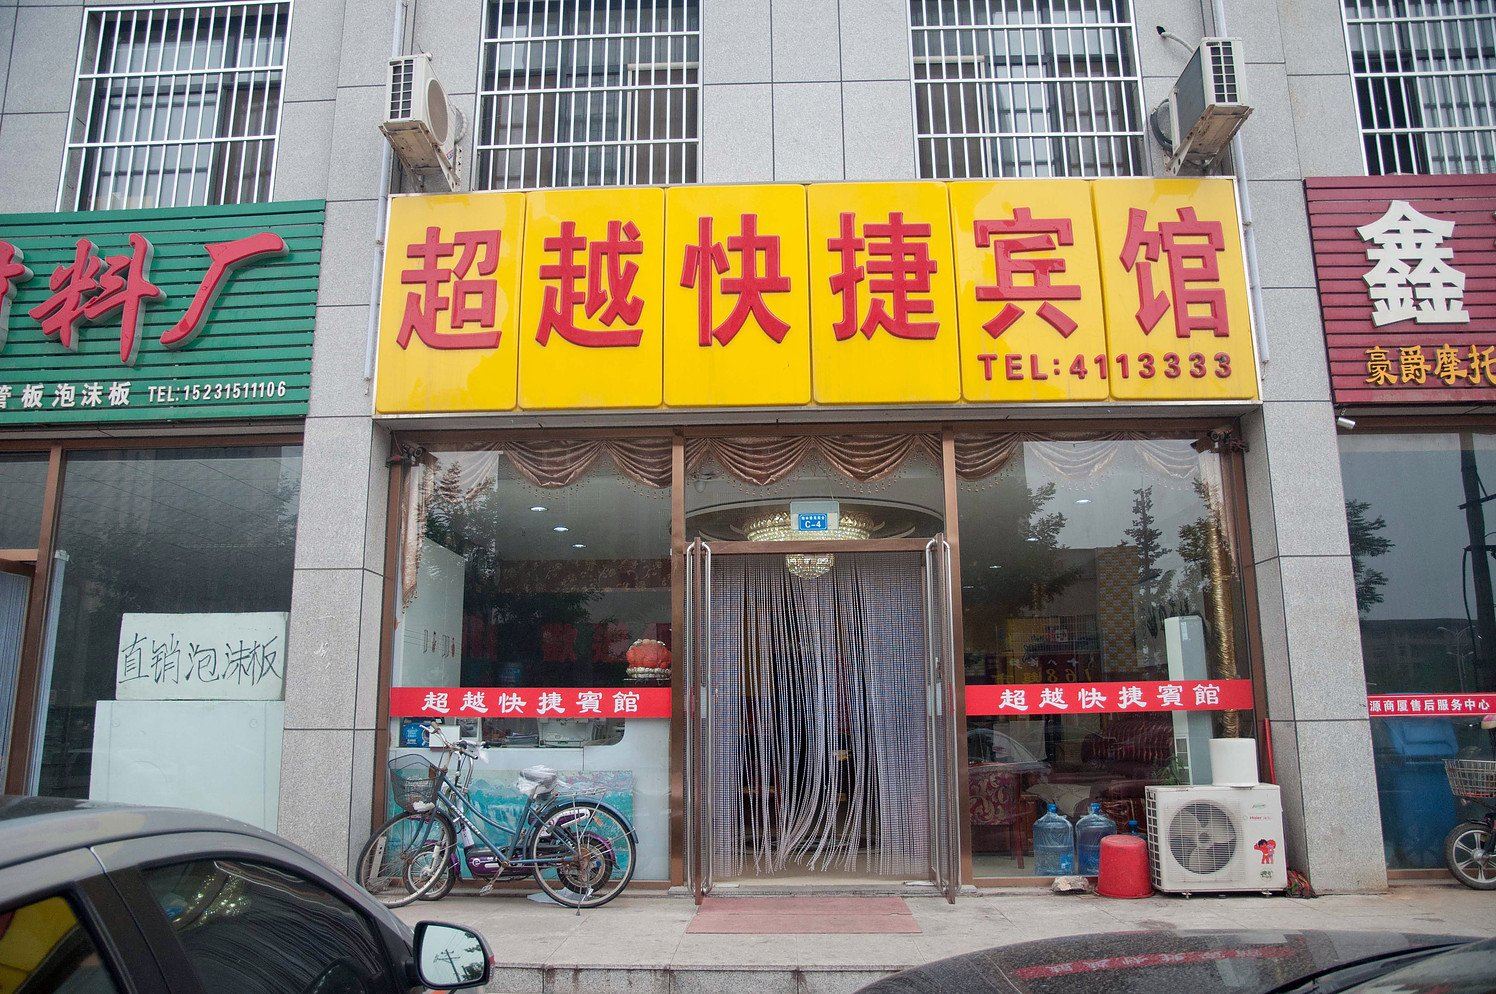 料厂
管板泡沫板 TEL:15231511106
直销泡沫板
超越快捷宾馆
TEL:4113333
C-4
超越快捷賓館
超越快捷賓館
168
Haier
鑫
豪爵摩托
源商厦售后服务中心